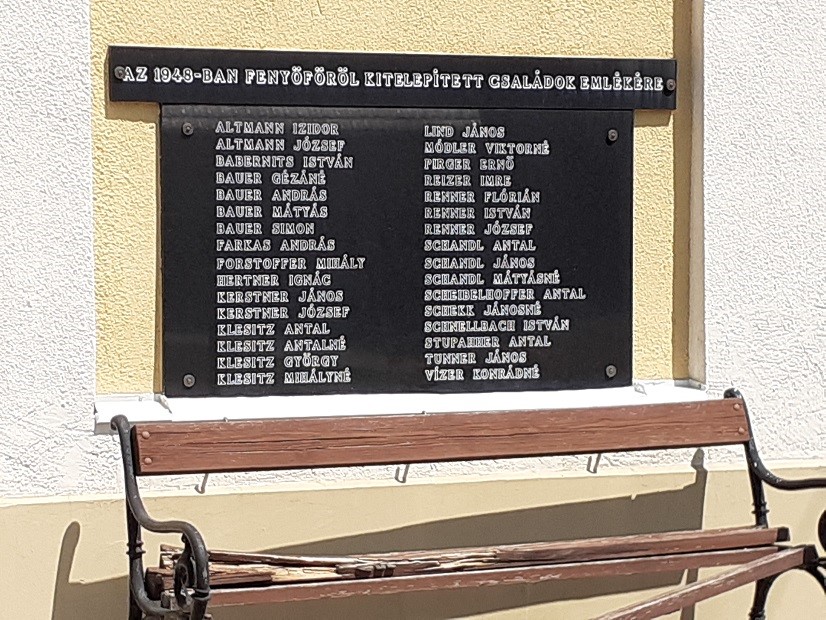 AZ 1948-BAN FENYŐFŐRŐL KITELEPÍTETT CSALÁDOK EMLÉKÉRE
ALTMANN IZIDOR
ALTMANN JÓZSEF
BABERNITS ISTVÁN
BAUER GÉZÁNÉ
BAUER ANDRÁS
BAUER MÁTYÁS
BAUER SIMON
FARKAS ANDRÁS
FORSTOFFER MIHÁLY
HERTNER IGNÁC
KERSTNER JÁNOS
KERSTNER JÓZSEF
KLESITZ ANTAL
KLESITZ ANTALNÉ
KLESITZ GYÖRGY
KLESITZ MIHÁLYNÉ
LIND JÁNOS
MÓDLER VIKTORNÉ
PIRGER ERNŐ
REIZER IMRE
RENNER FLÓRIÁN
RENNER ISTVÁN
RENNER JÓZSEF
SCHANDL ANTAL
SCHANDL JÁNOS
SCHANDL MÁTYÁSNÉ
SCHEIBELHOFFER ANTAL
SCHEKK JÁNOSNÉ
SCHNELLBACH ISTVÁN
STUPAHHER ANTAL
TUNNER JÁNOS
VÍZER KONRÁDNÉ